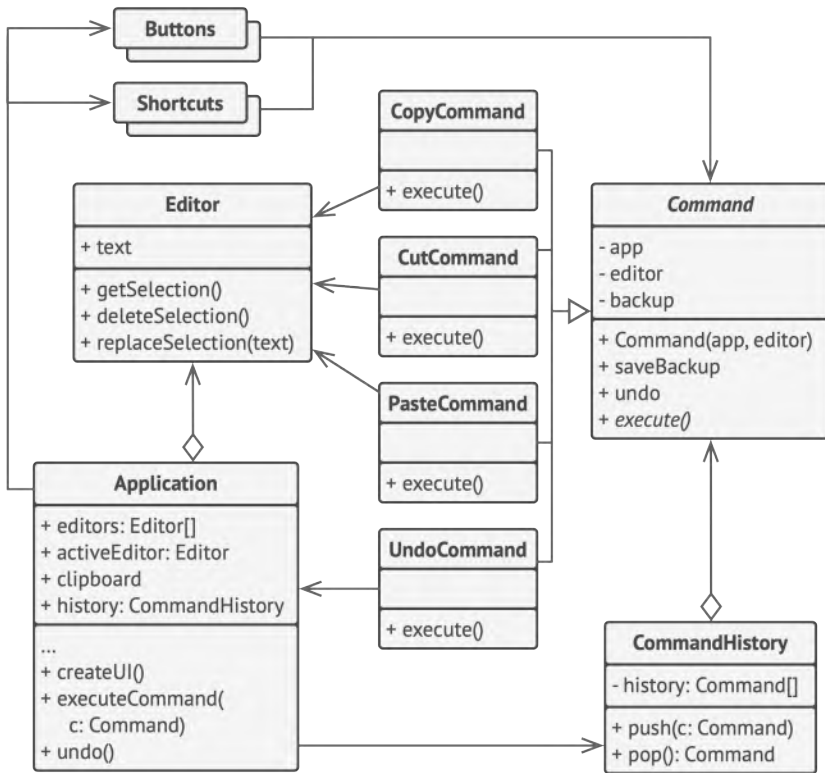 Buttons
Shortcuts
CopyCommand
+ execute()
Editor
+ text
+ getSelection()
+ deleteSelection()
+ replaceSelection(text)
CutCommand
+ execute()
Command
- app
- editor
- backup
+ Command(app, editor)
+ saveBackup
+ undo
+ execute()
PasteCommand
+ execute()
Application
+ editors: Editor[]
+ activeEditor: Editor
+ clipboard
+ history: CommandHistory
...
+ createUI()
+ executeCommand(
c: Command)
+ undo()
UndoCommand
+ execute()
CommandHistory
- history: Command[]
+ push(c: Command)
+ pop(): Command